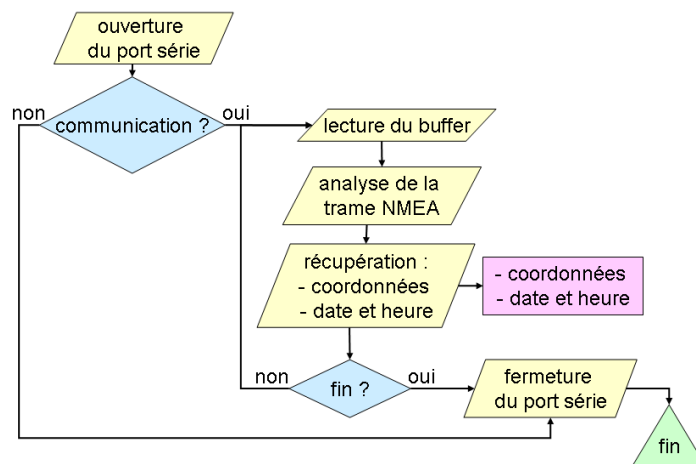 ouverture
du port série
non
communication ?
oui
lecture du buffer
analyse de la
trame NMEA
récupération :
- coordonnées
- date et heure
- coordonnées
- date et heure
non
fin ?
oui
fermeture
du port série
fin